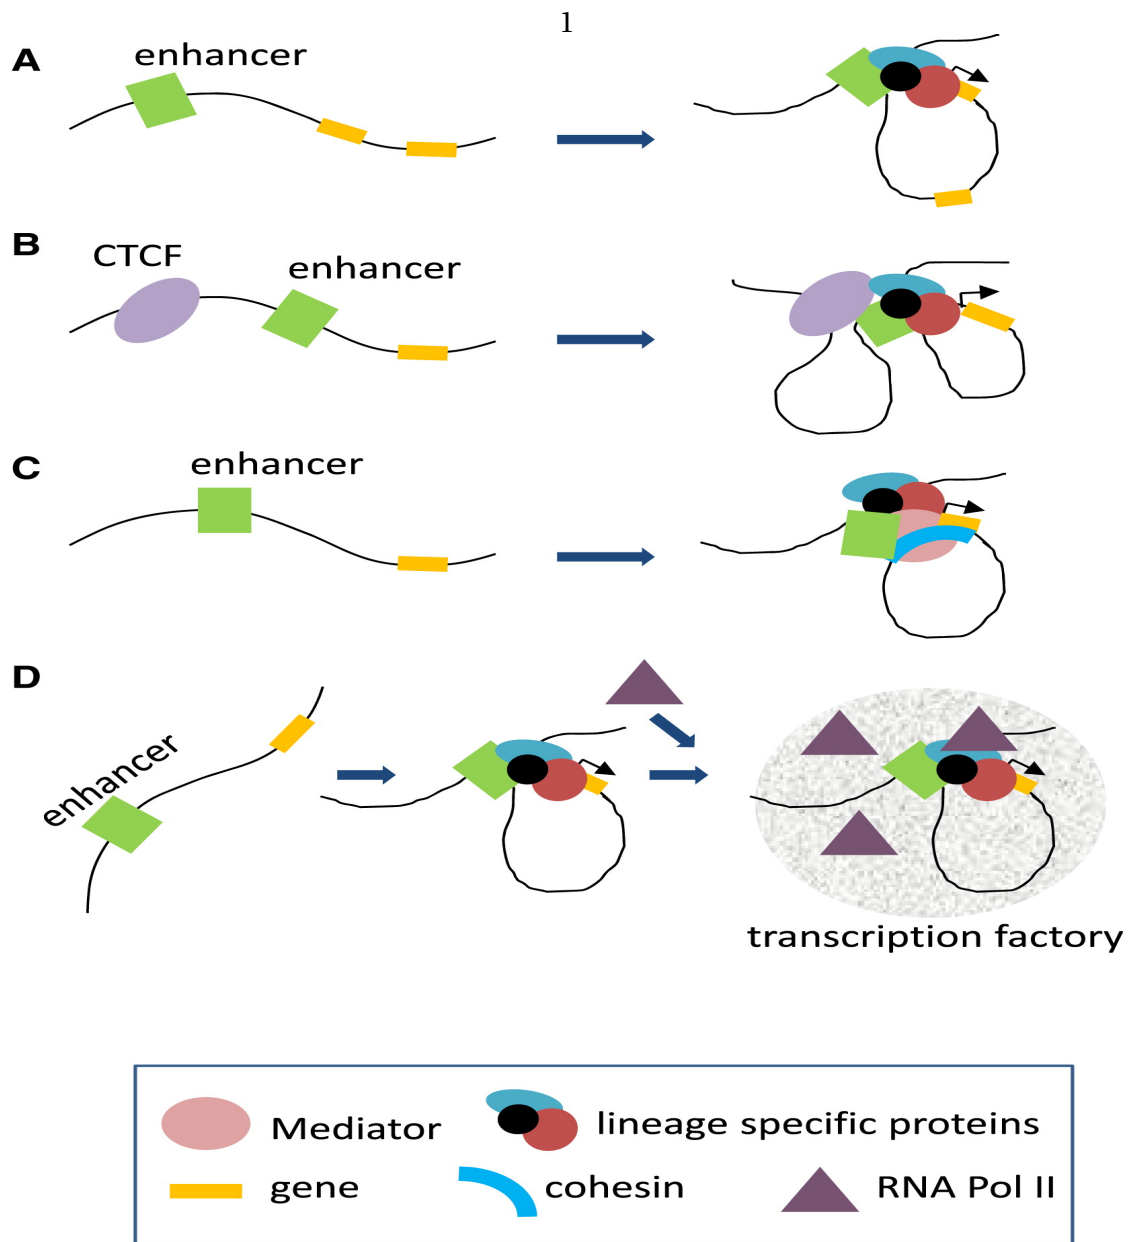 1
A
enhancer
B
CTCF
enhancer
C
enhancer
D
enhancer
transcription factory
Mediator
lineage specific proteins
gene
cohesin
RNA Pol II